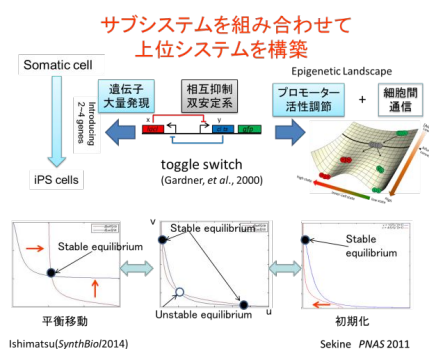 サブシステムを組み合わせて
上位システムを構築
Somatic cell
Introducing
2~4 genes
iPS cells
遺伝子
大量発現
相互抑制
双安定系
x
y
toggle switch
(Gardner, et al., 2000)
Epigenetic Landscape
プロモーター
活性調節
+
細胞間
通信
Stable equilibrium
平衡移動
v
Stable equilibrium
Unstable equilibrium
u
Stable
equilibrium
初期化
Ishimatsu(SynthBiol2014)
Sekine PNAS 2011